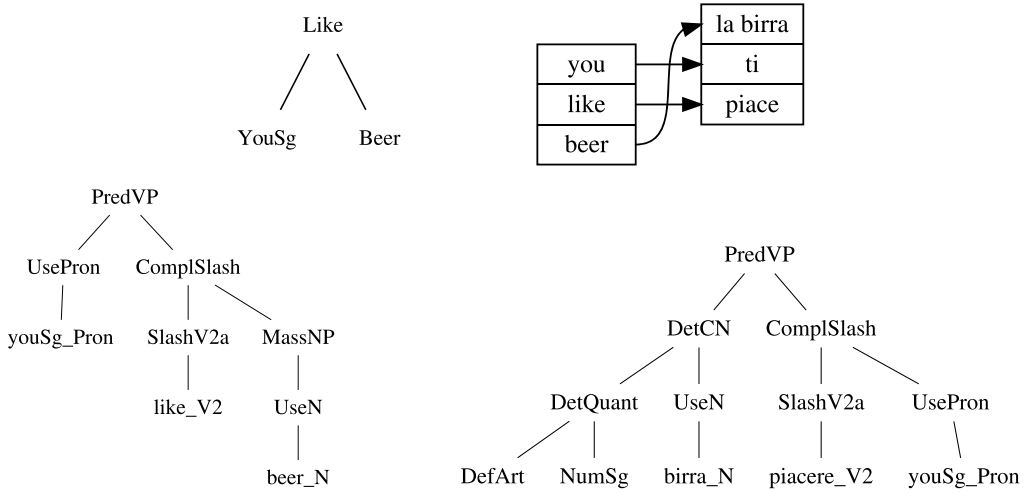 Like
YouSg Beer
you
like
beer
la birra
ti
piace
PredVP
UsePron ComplSlash
youSg_Pron SlashV2a MassNP
like_V2 UseN
beer_N
PredVP
DetCN ComplSlash
DetQuant UseN SlashV2a UsePron
DefArt NumSg birra_N piacere_V2 youSg_Pron